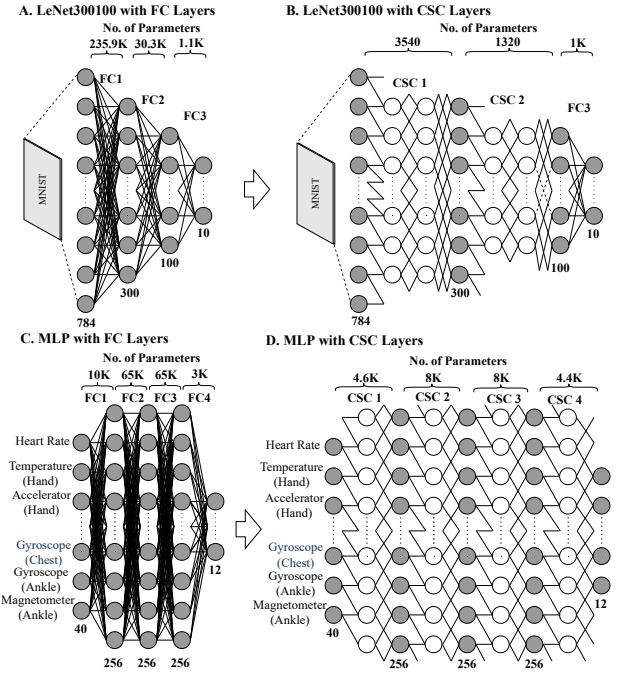 A. LeNet300100 with FC Layers
No. of Parameters
235.9K 30.3K 1.1K
FC1
FC2
FC3
MNIST
10
100
300
784
B. LeNet300100 with CSC Layers
No. of Parameters
3540 1320 1K
CSC 1
CSC 2
FC3
MNIST
10
100
300
784
C. MLP with FC Layers
No. of Parameters
10K 65K 65K 3K
FC1 FC2 FC3 FC4
Heart Rate
Temperature
(Hand)
Accelerator
(Hand)
Gyroscope
(Chest)
Gyroscope
(Ankle)
Magnetometer
(Ankle)
12
40
256 256 256
D. MLP with CSC Layers
No. of Parameters
4.6K 8K 8K 4.4K
CSC 1 CSC 2 CSC 3 CSC 4
Heart Rate
Temperature
(Hand)
Accelerator
(Hand)
Gyroscope
(Chest)
Gyroscope
(Ankle)
Magnetometer
(Ankle)
12
40
256 256 256